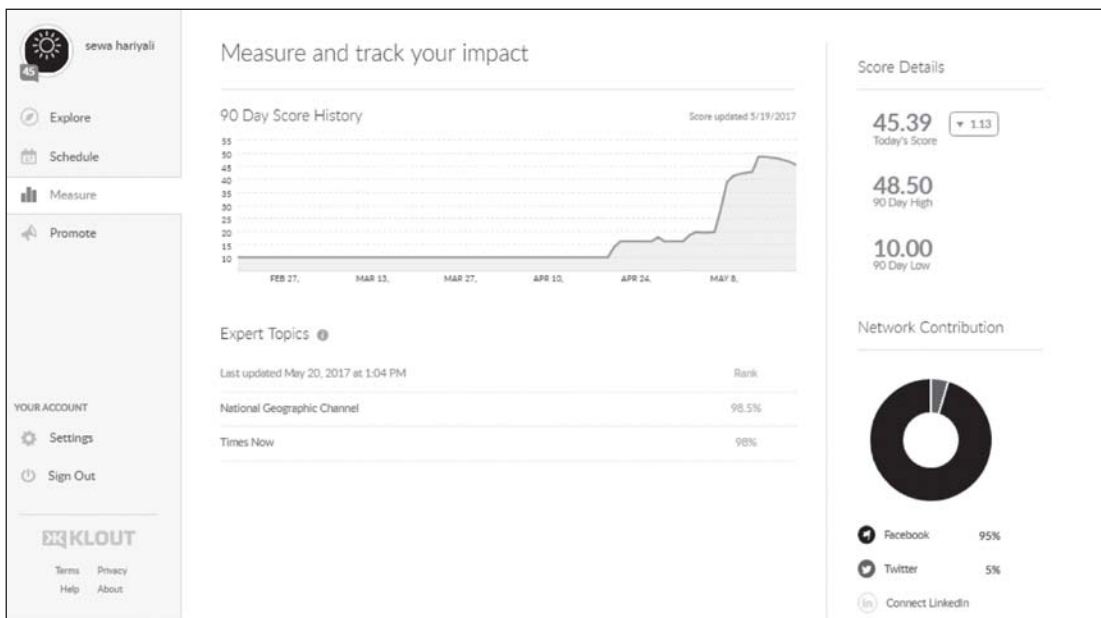 sewa hariyali
45
Explore
Schedule
Measure
Promote
YOUR ACCOUNT
Settings
Sign Out
KLOUT
Terms Privacy
Help About
Measure and track your impact
90 Day Score History
Score updated 5/19/2017
55
50
45
40
35
30
25
20
15
10
FEB 27, MAR 13, MAR 27, APR 10, APR 24, MAY 8,
Expert Topics
Last updated May 20, 2017 at 1:04 PM Rank
National Geographic Channel 98.5%
Times Now 98%
Score Details
45.39 ▼ 1.13
Today's Score
48.50
90 Day High
10.00
90 Day Low
Network Contribution
Facebook 95%
Twitter 5%
in Connect LinkedIn